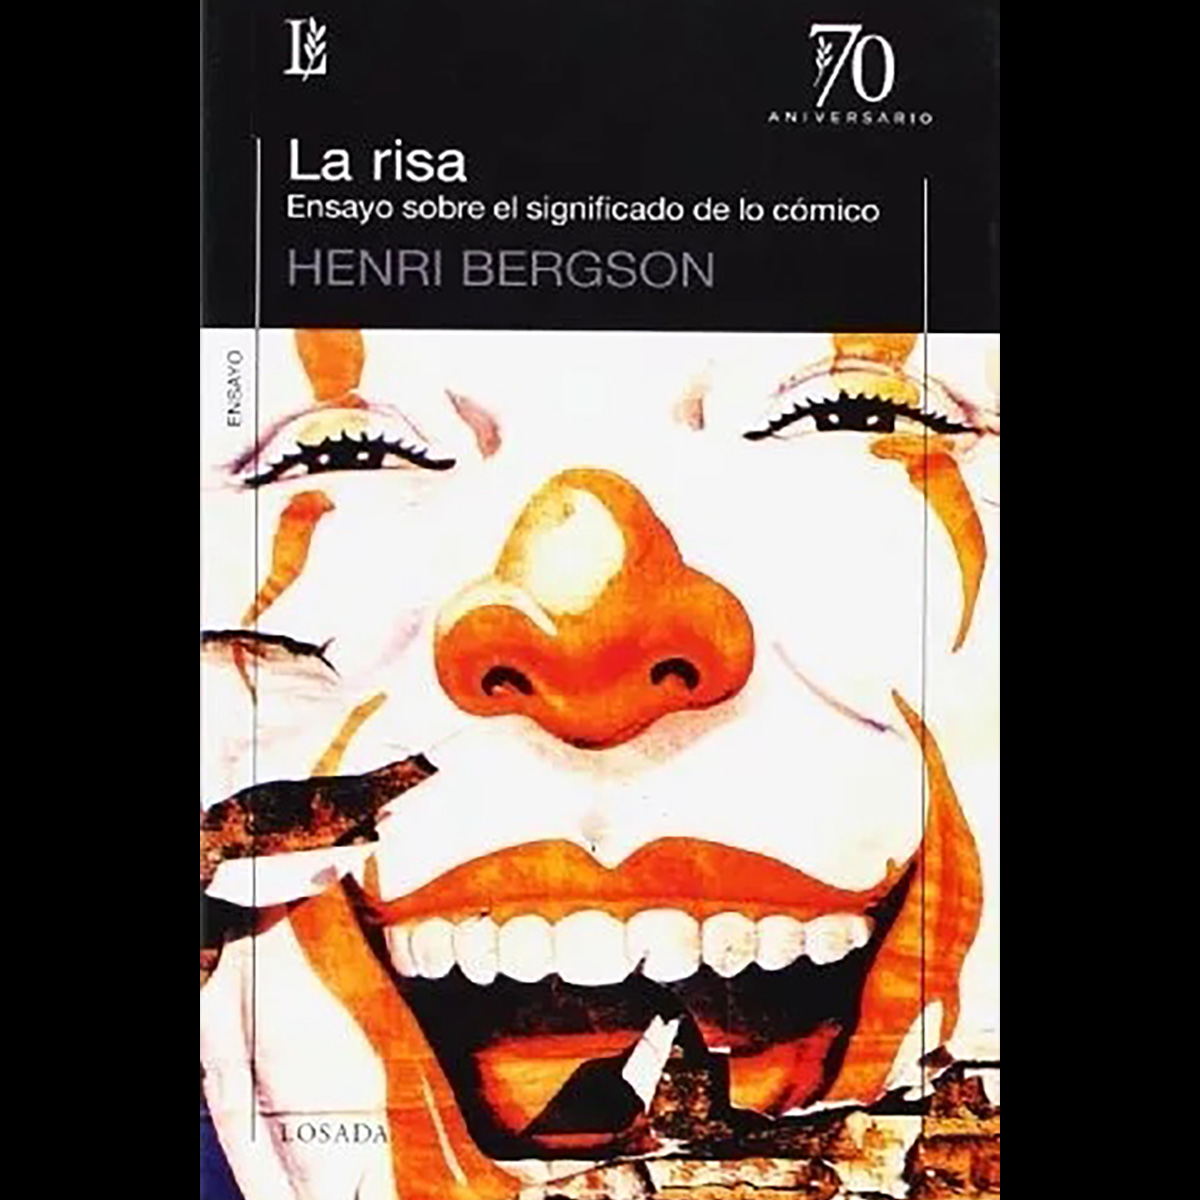 L
70
ANIVERSARIO
La risa
Ensayo sobre el significado de lo cómico
HENRI BERGSON
ENSAYO
LOSADA